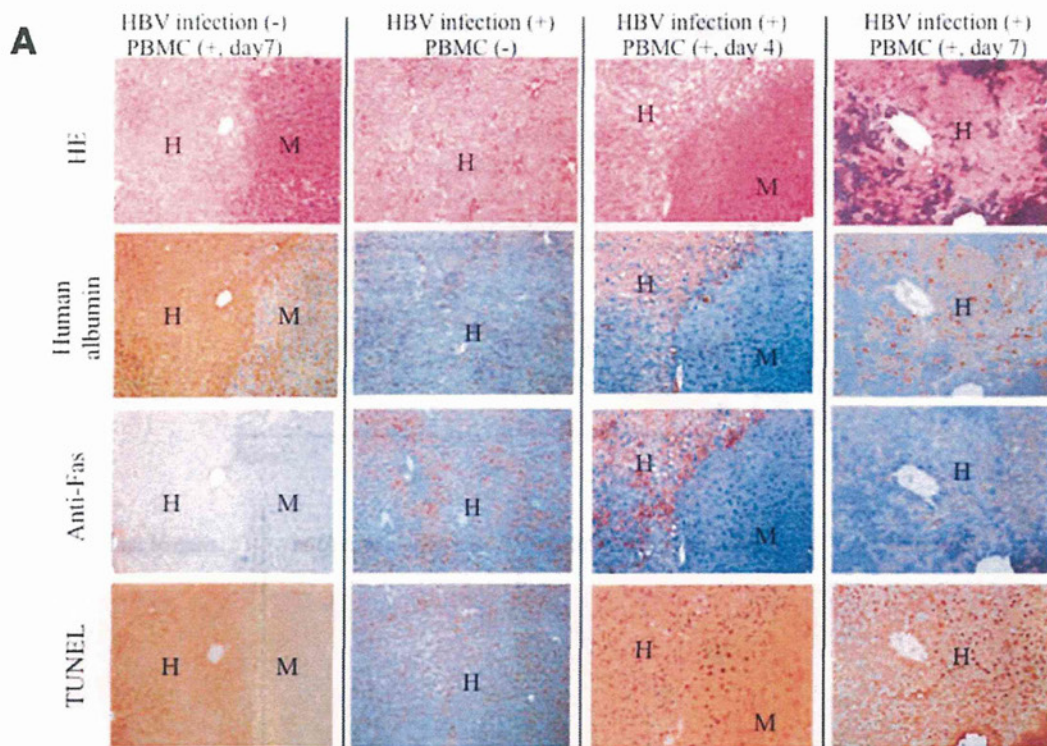 A
HBV infection (-)
PBMC (+, day7)
HBV infection (+)
PBMC (-)
HBV infection (+)
PBMC (+, day 4)
HBV infection (+)
PBMC (+, day 7)
HE
H
M
H
H
M
H
Human
albumin
H
M
H
H
M
H
Anti-Fas
H
M
H
H
M
H
TUNEL
H
M
H
H
M
H